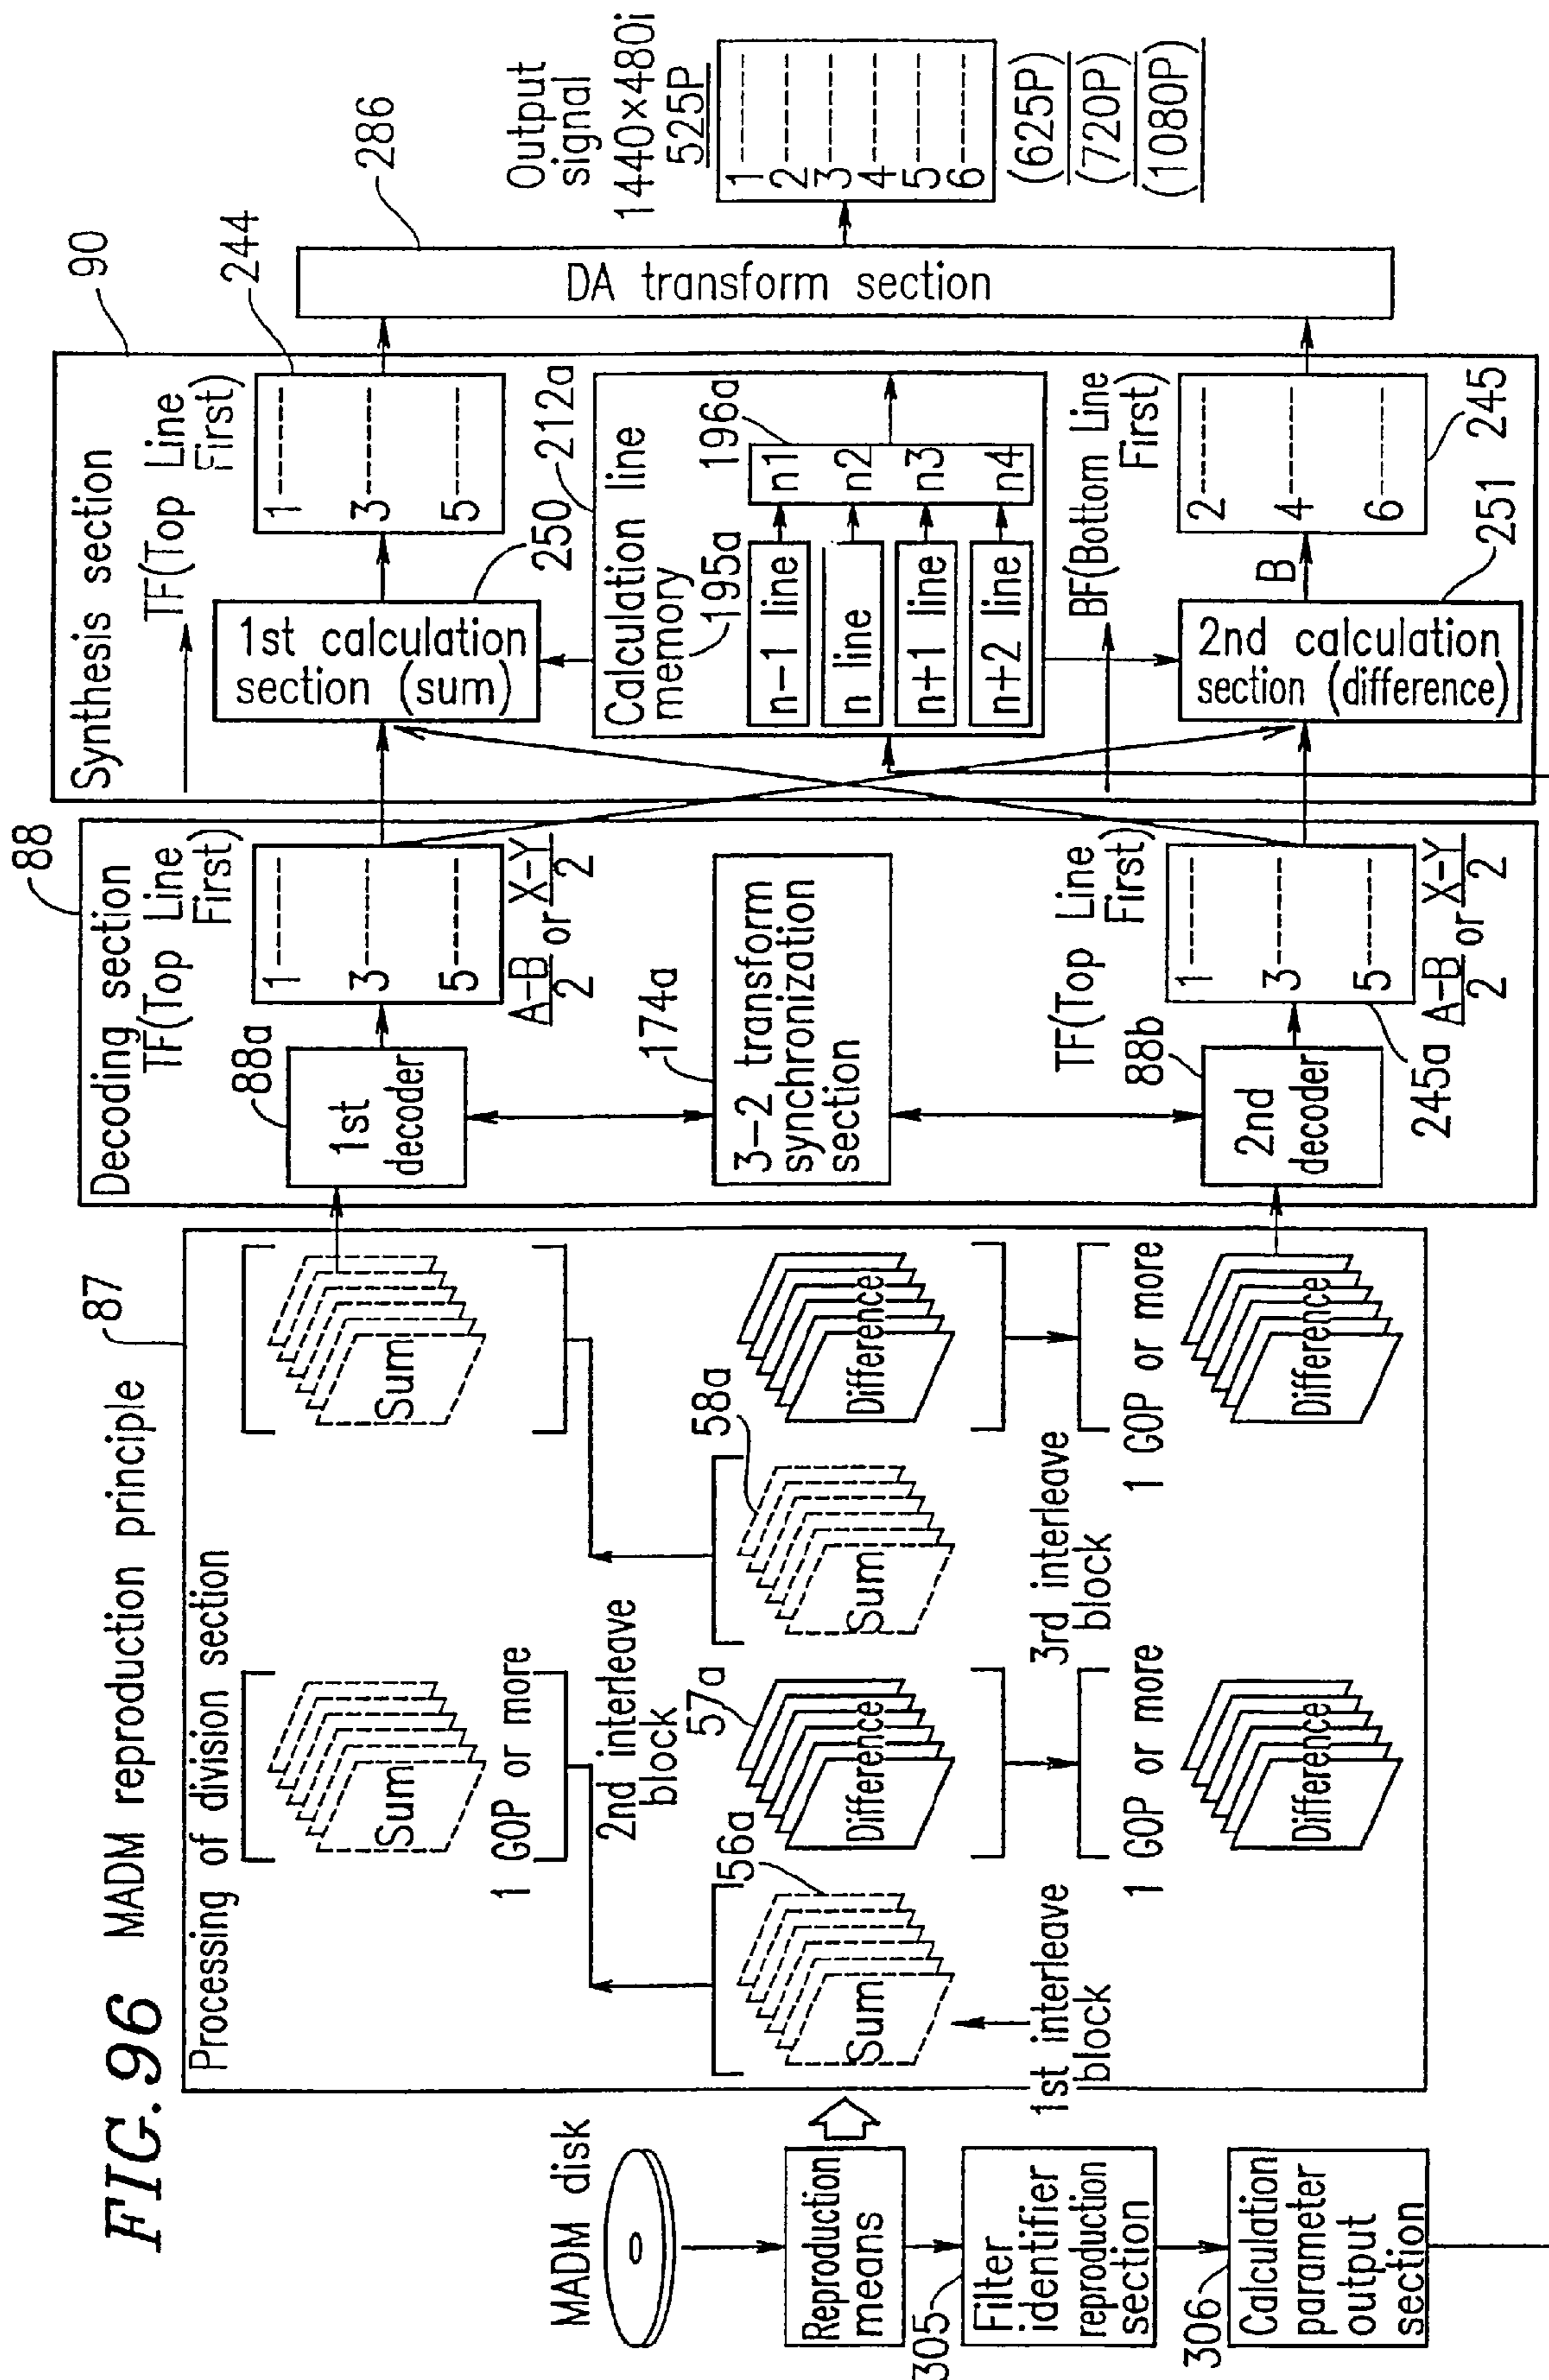 FIG. 96 MADM reproduction principle
MADM disk
Reproduction
means
305
Filter
identifier
reproduction
section
306
Calculation
parameter
output
section
87
Processing of division section
Sum
1 GOP or more
Sum
2nd interleave
block
156a
Sum
1st interleave
block
57a
Difference
58a
Sum
3rd interleave
block
Difference
1 GOP or more
Difference
1 GOP or more
Difference
88
Decoding section
TF(Top Line
First)
88a
1st
decoder
1
3
5
A-B or X-Y
2 2
174a
3-2 transform
synchronization
section
TF(Top Line
First)
88b
2nd
decoder
1
3
5
245a
A-B or X-Y
2 2
90
Synthesis section
TF(Top Line
First)
244
1st calculation
section (sum)
250
1
3
5
212a
Calculation line
memory
195a
196a
n-1 line
n1
n line
n2
n+1 line
n3
n+2 line
n4
BF(Bottom Line
First)
2nd calculation
section (difference)
251
B
2
4
6
245
286
DA transform section
Output
signal
1440×480i
525P
1
2
3
4
5
6
(625P)
(720P)
(1080P)